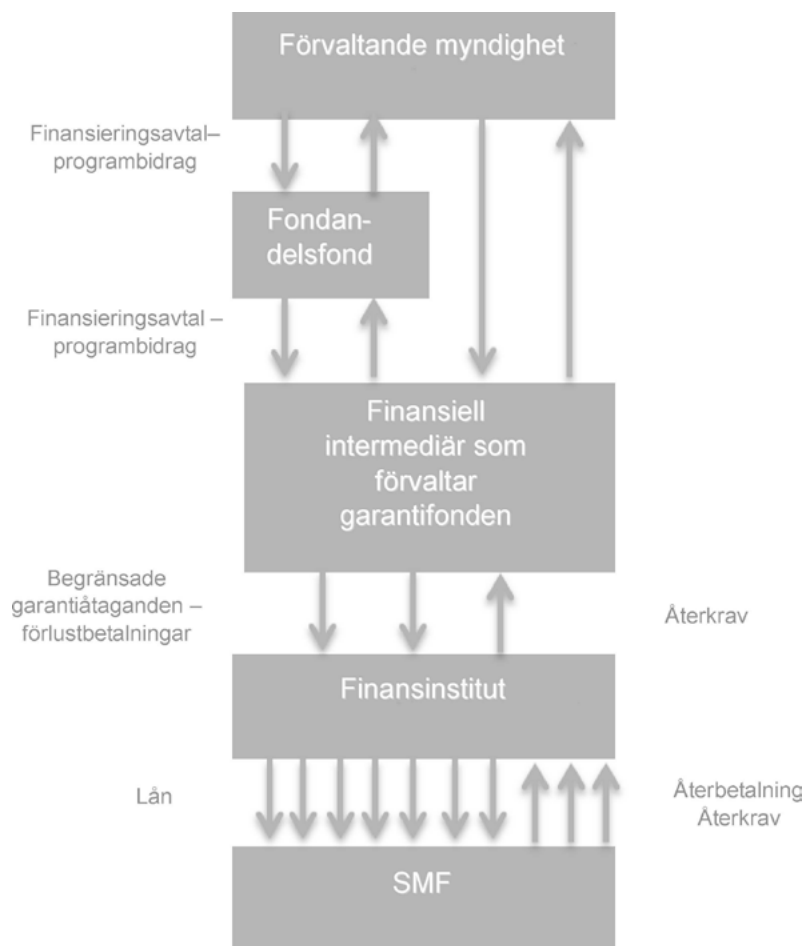 Förvaltande myndighet
Finansieringsavtal–
programbidrag
Fondan-
delsfond
Finansieringsavtal –
programbidrag
Finansiell
intermediär som
förvaltar
garantifonden
Begränsade
garantiåtaganden –
förlustbetalningar
Återkrav
Finansinstitut
Lån
Återbetalning
Återkrav
SMF